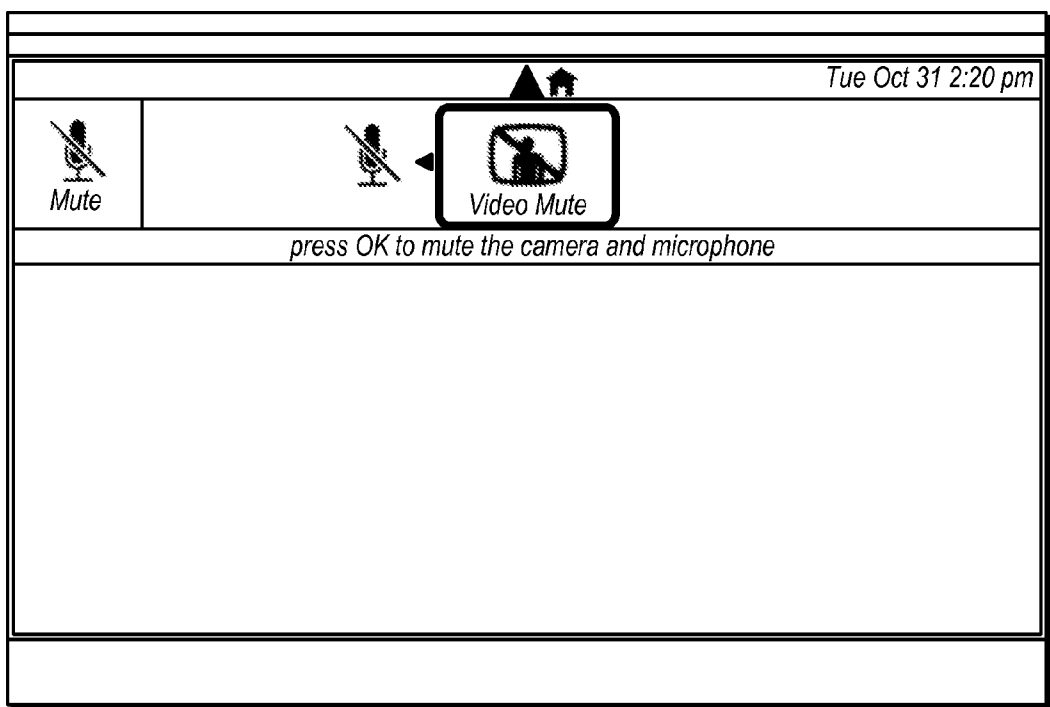 Tue Oct 31 2:20 pm
Mute
Video Mute
press OK to mute the camera and microphone